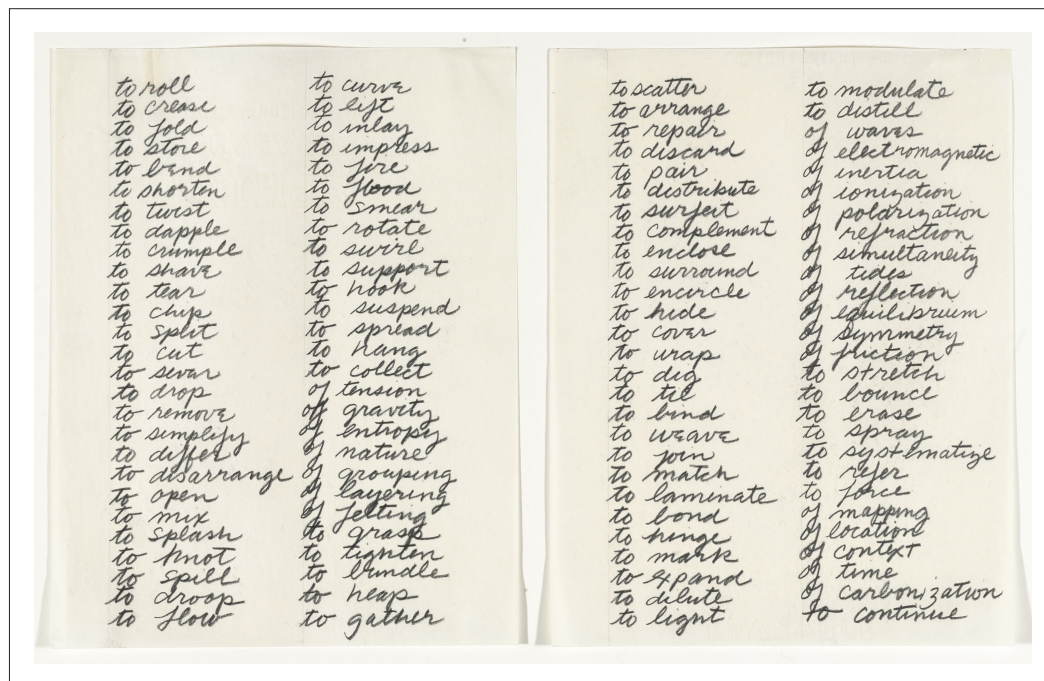 to roll
to crease
to fold
to store
to bend
to shorten
to twist
to dapple
to crumple
to shave
to tear
to chip
to split
to cut
to sever
to drop
to remove
to simplify
to differ
to disarrange
to open
to mix
to splash
to knot
to spill
to droop
to flow
to curve
to lift
to inlay
to impress
to fire
to flood
to smear
to rotate
to swirl
to support
to hook
to suspend
to spread
to hang
to collect
of tension
of gravity
of entropy
of nature
of grouping
of layering
of felting
to grasp
to tighten
to bundle
to heap
to gather
to scatter
to arrange
to repair
to discard
to pair
to distribute
to surfeit
to complement
to enclose
to surround
to encircle
to hide
to cover
to wrap
to dig
to tie
to bind
to weave
to join
to match
to laminate
to bond
to hinge
to mark
to expand
to dilute
to light
to modulate
to distill
of waves
of electromagnetic
of inertia
of ionization
of polarization
of refraction
of simultaneity
of tides
of reflection
of equilibrium
of symmetry
of friction
to stretch
to bounce
to erase
to spray
to systematize
to refer
to force
of mapping
of location
of context
of time
of carbonization
to continue